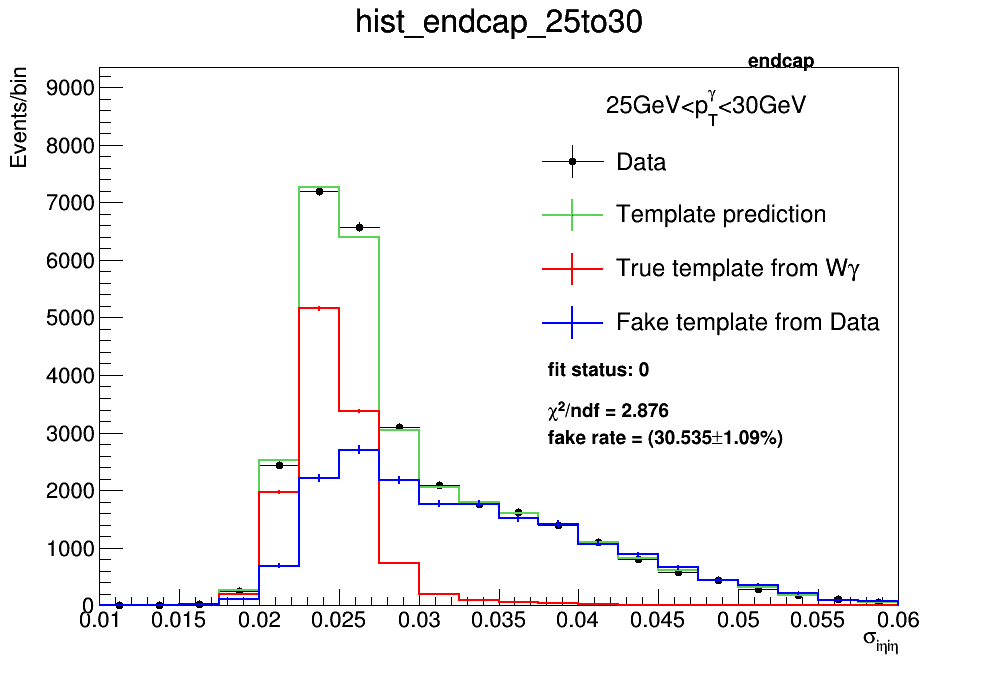 hist_endcap_25to30
endcap
Events/bin
25GeV<p_T^γ<30GeV
Data
Template prediction
True template from Wγ
Fake template from Data
fit status: 0
χ²/ndf = 2.876
fake rate = (30.535±1.09%)
9000
8000
7000
6000
5000
4000
3000
2000
1000
0
0.01 0.015 0.02 0.025 0.03 0.035 0.04 0.045 0.05 0.055 0.06
σ_iηiη